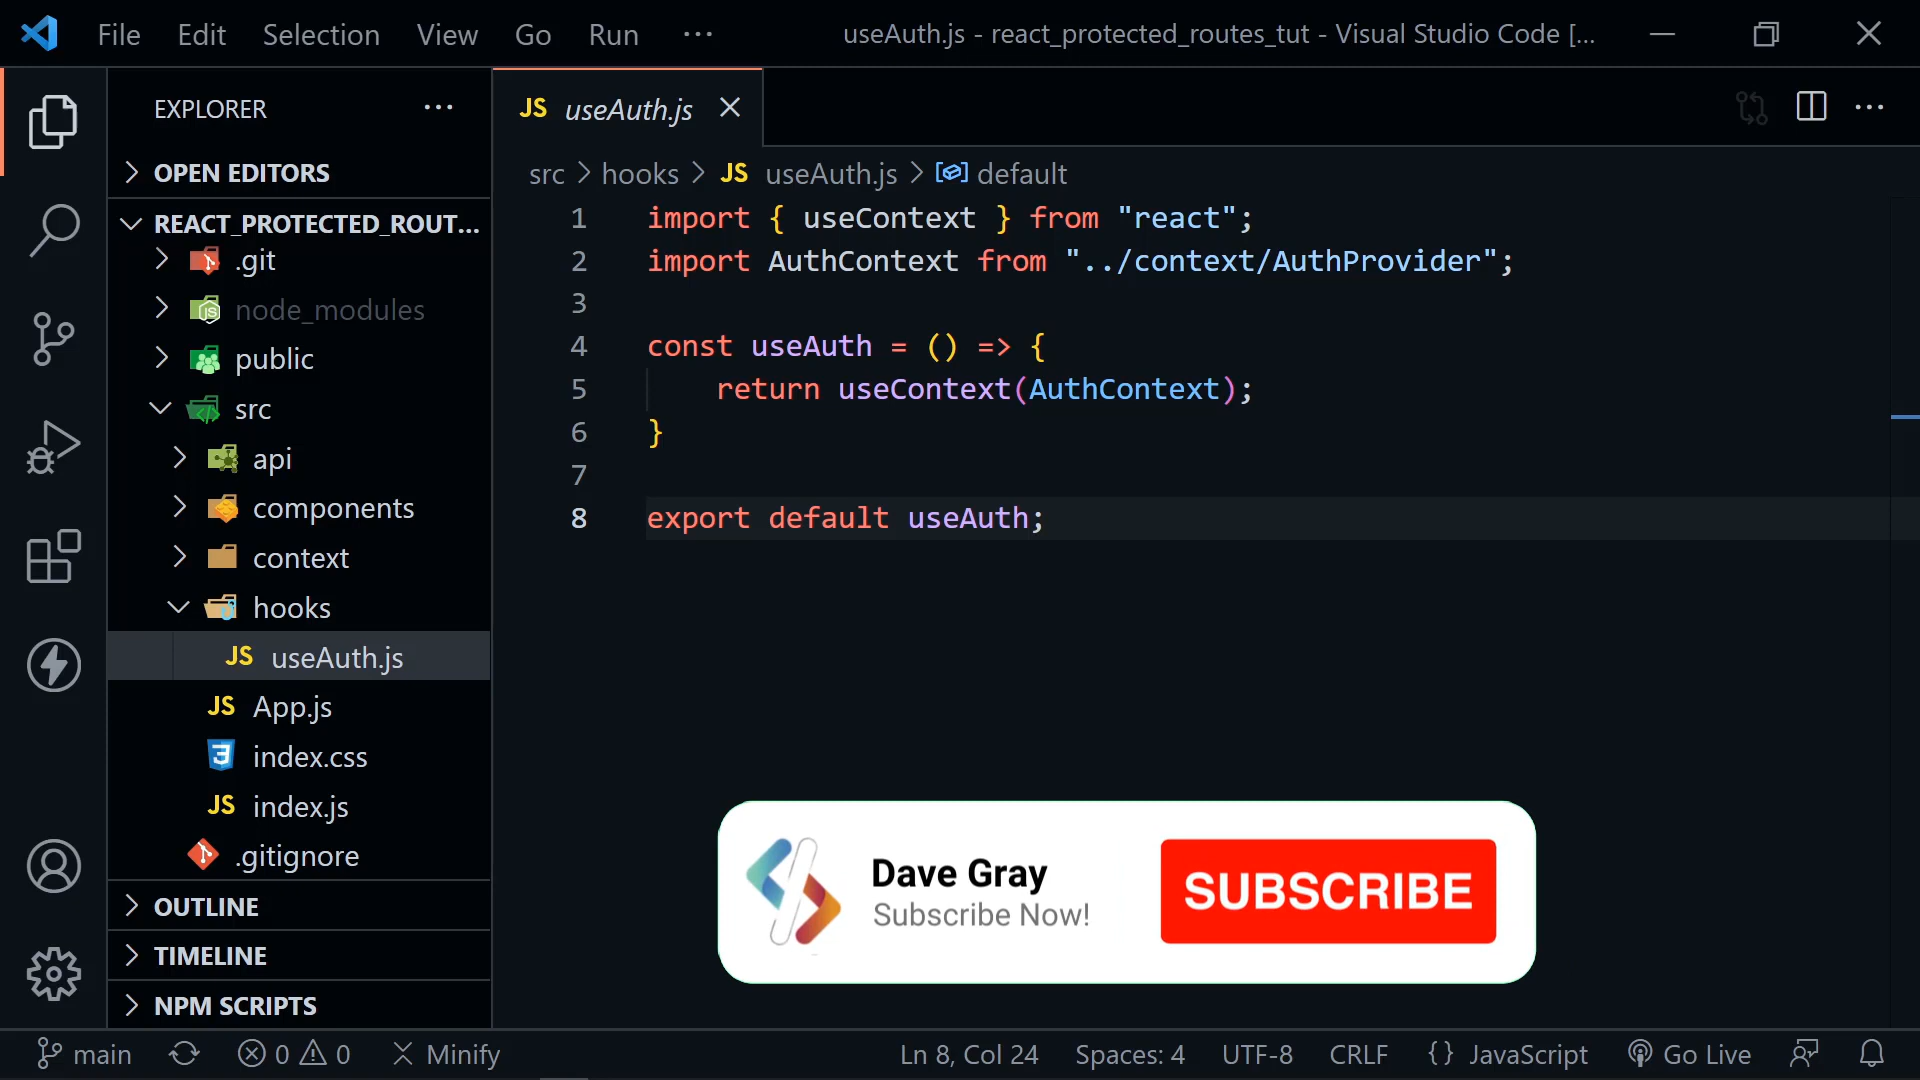 File Edit Selection View Go Run ···
useAuth.js - react_protected_routes_tut - Visual Studio Code [...
EXPLORER
OPEN EDITORS
REACT_PROTECTED_ROUT...
.git
node_modules
public
src
api
components
context
hooks
JS useAuth.js
JS App.js
3 index.css
JS index.js
.gitignore
OUTLINE
TIMELINE
NPM SCRIPTS
JS useAuth.js
src > hooks > JS useAuth.js > default
1 import { useContext } from "react";
2 import AuthContext from "../context/AuthProvider";
3
4 const useAuth = () => {
5 return useContext(AuthContext);
6 }
7
8 export default useAuth;
Dave Gray
Subscribe Now!
SUBSCRIBE
main 0 0 Minify Ln 8, Col 24 Spaces: 4 UTF-8 CRLF {} JavaScript Go Live